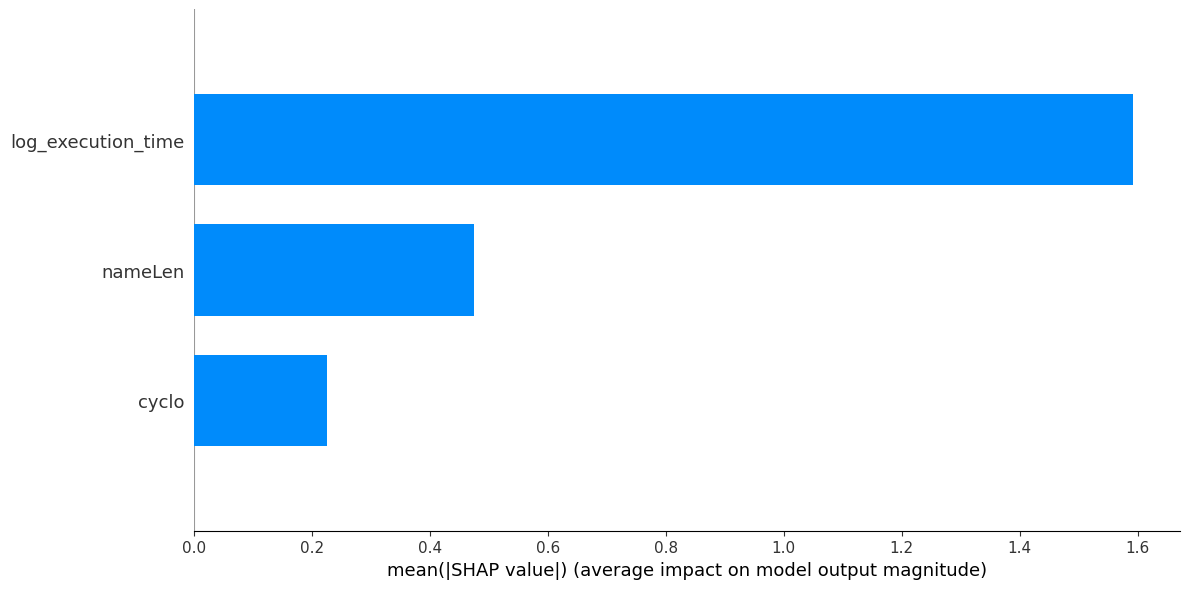 log_execution_time
nameLen
cyclo
0.0 0.2 0.4 0.6 0.8 1.0 1.2 1.4 1.6
mean(|SHAP value|) (average impact on model output magnitude)